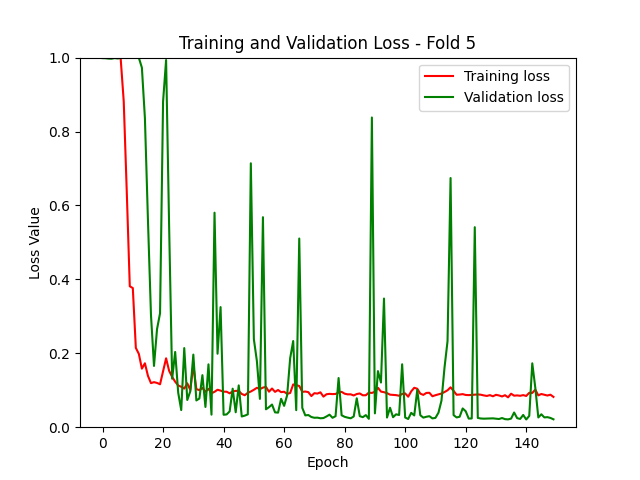 Training and Validation Loss - Fold 5
Training loss
Validation loss
Loss Value
1.0
0.8
0.6
0.4
0.2
0.0
0 20 40 60 80 100 120 140
Epoch